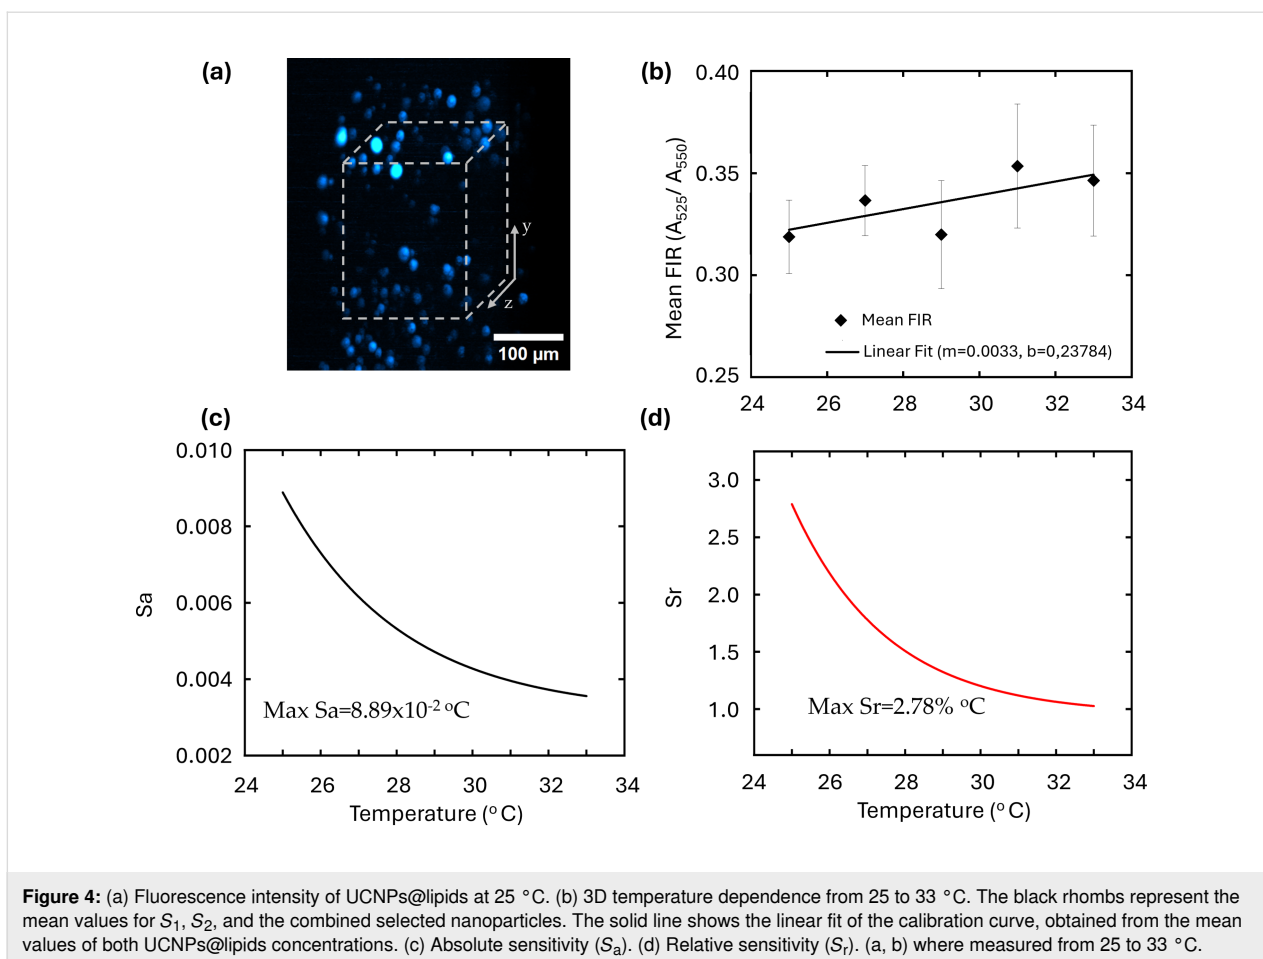 (a)
y
z
100 µm
(b)
0.40
0.35
0.30
0.25
Mean FIR (A525/ A550)
Mean FIR
Linear Fit (m=0.0033, b=0,23784)
24 26 28 30 32 34
(c)
0.010
0.008
0.006
0.004
0.002
Sa
Max Sa=8.89x10-2 oC
24 26 28 30 32 34
Temperature (o C)
(d)
3.0
2.5
2.0
1.5
1.0
Sr
Max Sr=2.78% oC
24 26 28 30 32 34
Temperature (o C)
Figure 4: (a) Fluorescence intensity of UCNPs@lipids at 25 °C. (b) 3D temperature dependence from 25 to 33 °C. The black rhombs represent the
mean values for S1, S2, and the combined selected nanoparticles. The solid line shows the linear fit of the calibration curve, obtained from the mean
values of both UCNPs@lipids concentrations. (c) Absolute sensitivity (Sa). (d) Relative sensitivity (Sr). (a, b) where measured from 25 to 33 °C.